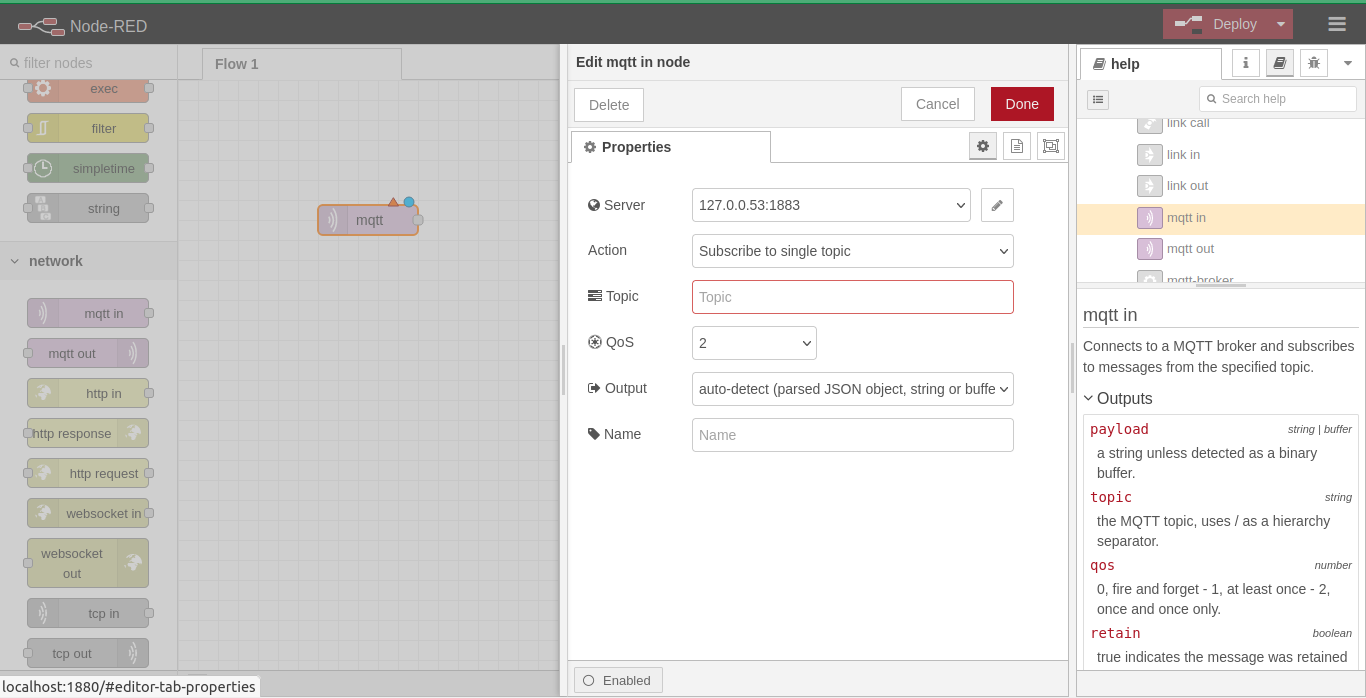 Node-RED
Deploy
filter nodes
exec
filter
simpletime
string
network
mqtt in
mqtt out
http in
http response
http request
websocket in
websocket
out
tcp in
tcp out
Flow 1
mqtt
Edit mqtt in node
Delete
Cancel
Done
Properties
Server
127.0.0.53:1883
Action
Subscribe to single topic
Topic
Topic
QoS
2
Output
auto-detect (parsed JSON object, string or buffe
Name
Name
Enabled
help
Search help
link call
link in
link out
mqtt in
mqtt out
mqtt-broker
mqtt in
Connects to a MQTT broker and subscribes
to messages from the specified topic.
Outputs
payload string | buffer
a string unless detected as a binary
buffer.
topic string
the MQTT topic, uses / as a hierarchy
separator.
qos number
0, fire and forget - 1, at least once - 2,
once and once only.
retain boolean
true indicates the message was retained
localhost:1880/#editor-tab-properties